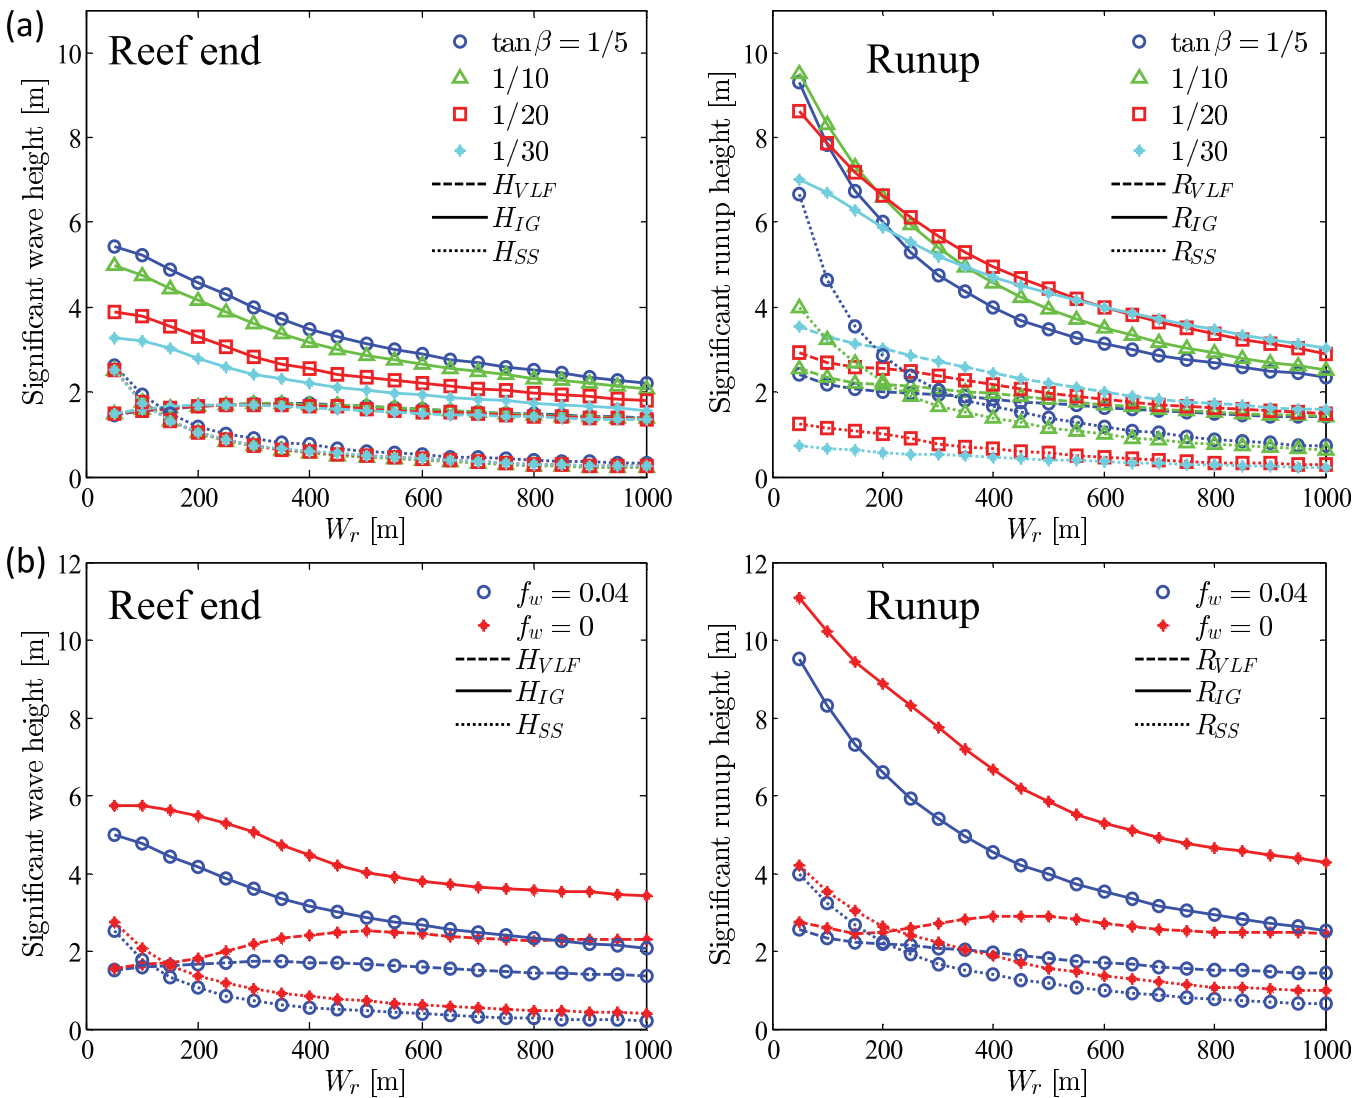 (a)
Reef end
tan β = 1/5
1/10
1/20
1/30
H_VLF
H_IG
H_SS
Significant wave height [m]
10
8
6
4
2
0
0 200 400 600 800 1000
W_r [m]
Runup
tan β = 1/5
1/10
1/20
1/30
R_VLF
R_IG
R_SS
Significant runup height [m]
10
8
6
4
2
0
0 200 400 600 800 1000
W_r [m]
(b)
Reef end
f_w = 0.04
f_w = 0
H_VLF
H_IG
H_SS
Significant wave height [m]
12
10
8
6
4
2
0
0 200 400 600 800 1000
W_r [m]
Runup
f_w = 0.04
f_w = 0
R_VLF
R_IG
R_SS
Significant runup height [m]
12
10
8
6
4
2
0
0 200 400 600 800 1000
W_r [m]